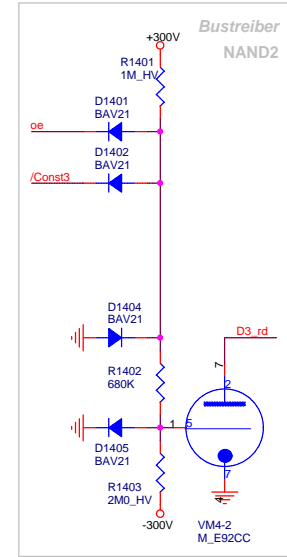 Bustreiber
NAND2
+300V
R1401
1M_HV
D1401
BAV21
oe
D1402
BAV21
/Const3
D1404
BAV21
D3_rd
7
2
R1402
680K
1
5
D1405
BAV21
7
4
R1403
2M0_HV
-300V
VM4-2
M_E92CC